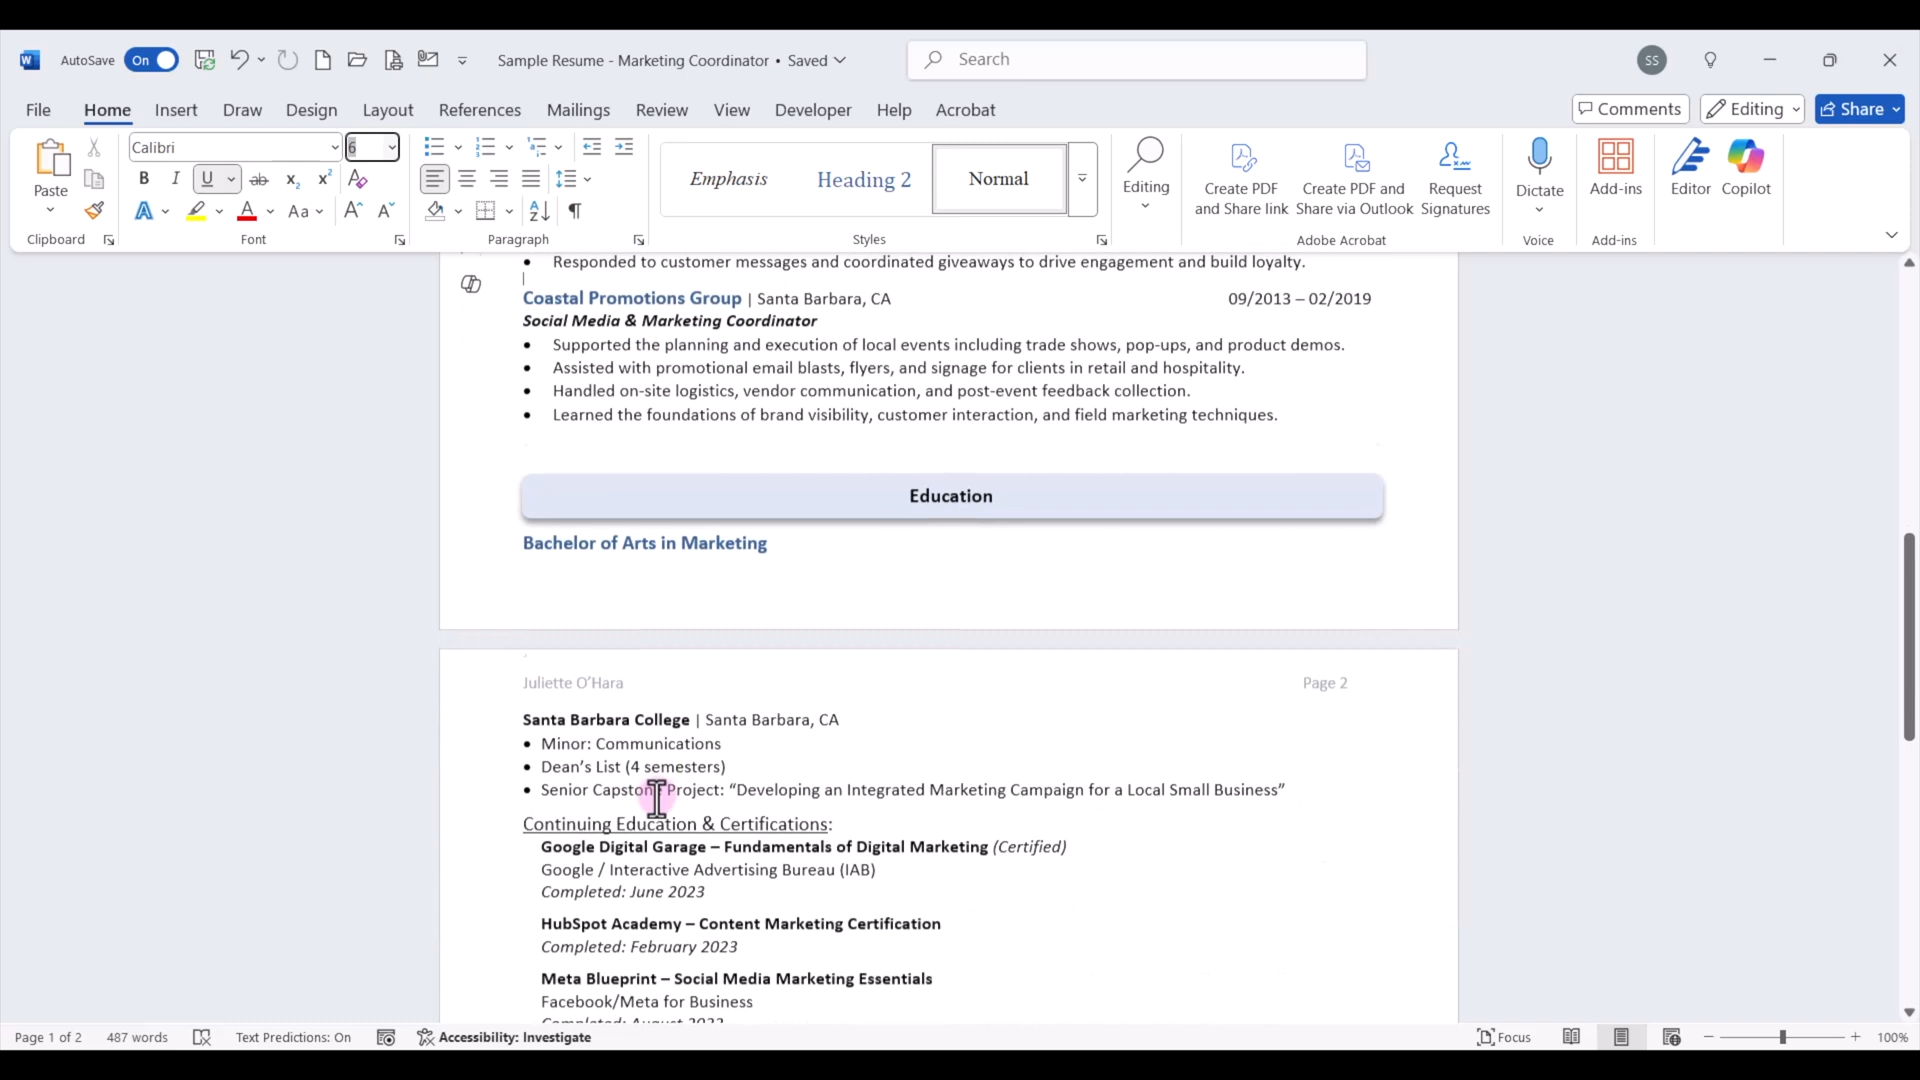 AutoSave On Sample Resume - Marketing Coordinator • Saved Search SS
File Home Insert Draw Design Layout References Mailings Review View Developer Help Acrobat Comments Editing Share
Paste
Clipboard
Calibri 6
B I U ab x₂ x² A
A A Aa A A
Font
Paragraph
Emphasis Heading 2 Normal
Styles
Editing
Create PDF and Share link
Create PDF and Share via Outlook
Request Signatures
Adobe Acrobat
Dictate
Voice
Add-ins
Add-ins
Editor
Copilot
• Responded to customer messages and coordinated giveaways to drive engagement and build loyalty.
Coastal Promotions Group | Santa Barbara, CA 09/2013 – 02/2019
Social Media & Marketing Coordinator
• Supported the planning and execution of local events including trade shows, pop-ups, and product demos.
• Assisted with promotional email blasts, flyers, and signage for clients in retail and hospitality.
• Handled on-site logistics, vendor communication, and post-event feedback collection.
• Learned the foundations of brand visibility, customer interaction, and field marketing techniques.
Education
Bachelor of Arts in Marketing
Juliette O’Hara Page 2
Santa Barbara College | Santa Barbara, CA
• Minor: Communications
• Dean’s List (4 semesters)
• Senior Capstone Project: “Developing an Integrated Marketing Campaign for a Local Small Business”
Continuing Education & Certifications:
Google Digital Garage – Fundamentals of Digital Marketing (Certified)
Google / Interactive Advertising Bureau (IAB)
Completed: June 2023
HubSpot Academy – Content Marketing Certification
Completed: February 2023
Meta Blueprint – Social Media Marketing Essentials
Facebook/Meta for Business
Completed: August 2022
Page 1 of 2 487 words Text Predictions: On Accessibility: Investigate Focus 100%